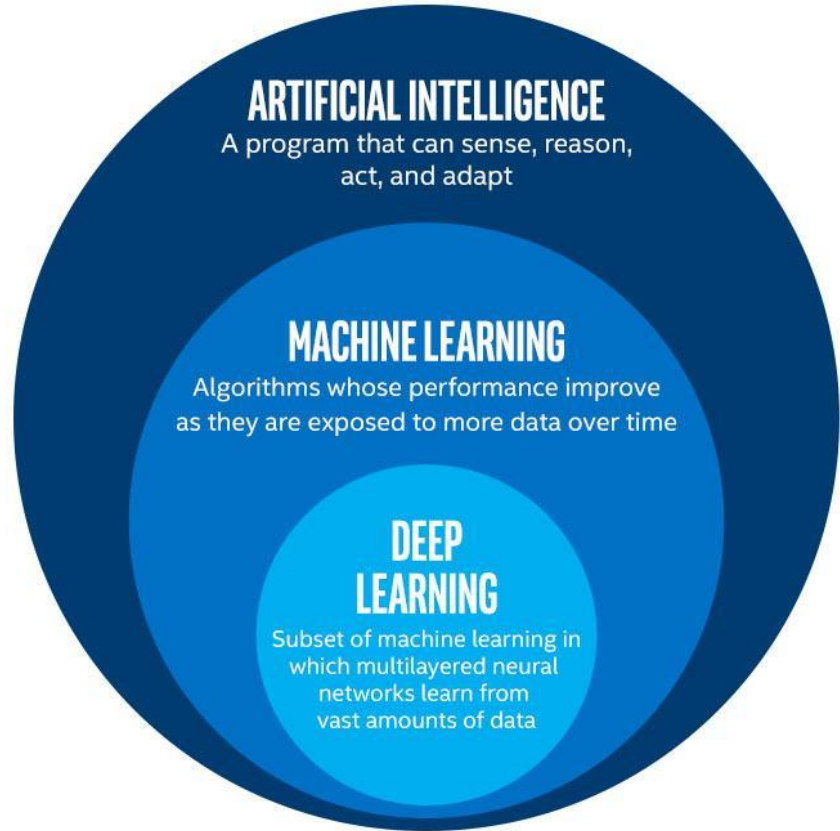 ARTIFICIAL INTELLIGENCE
A program that can sense, reason,
act, and adapt
MACHINE LEARNING
Algorithms whose performance improve
as they are exposed to more data over time
DEEP
LEARNING
Subset of machine learning in
which multilayered neural
networks learn from
vast amounts of data